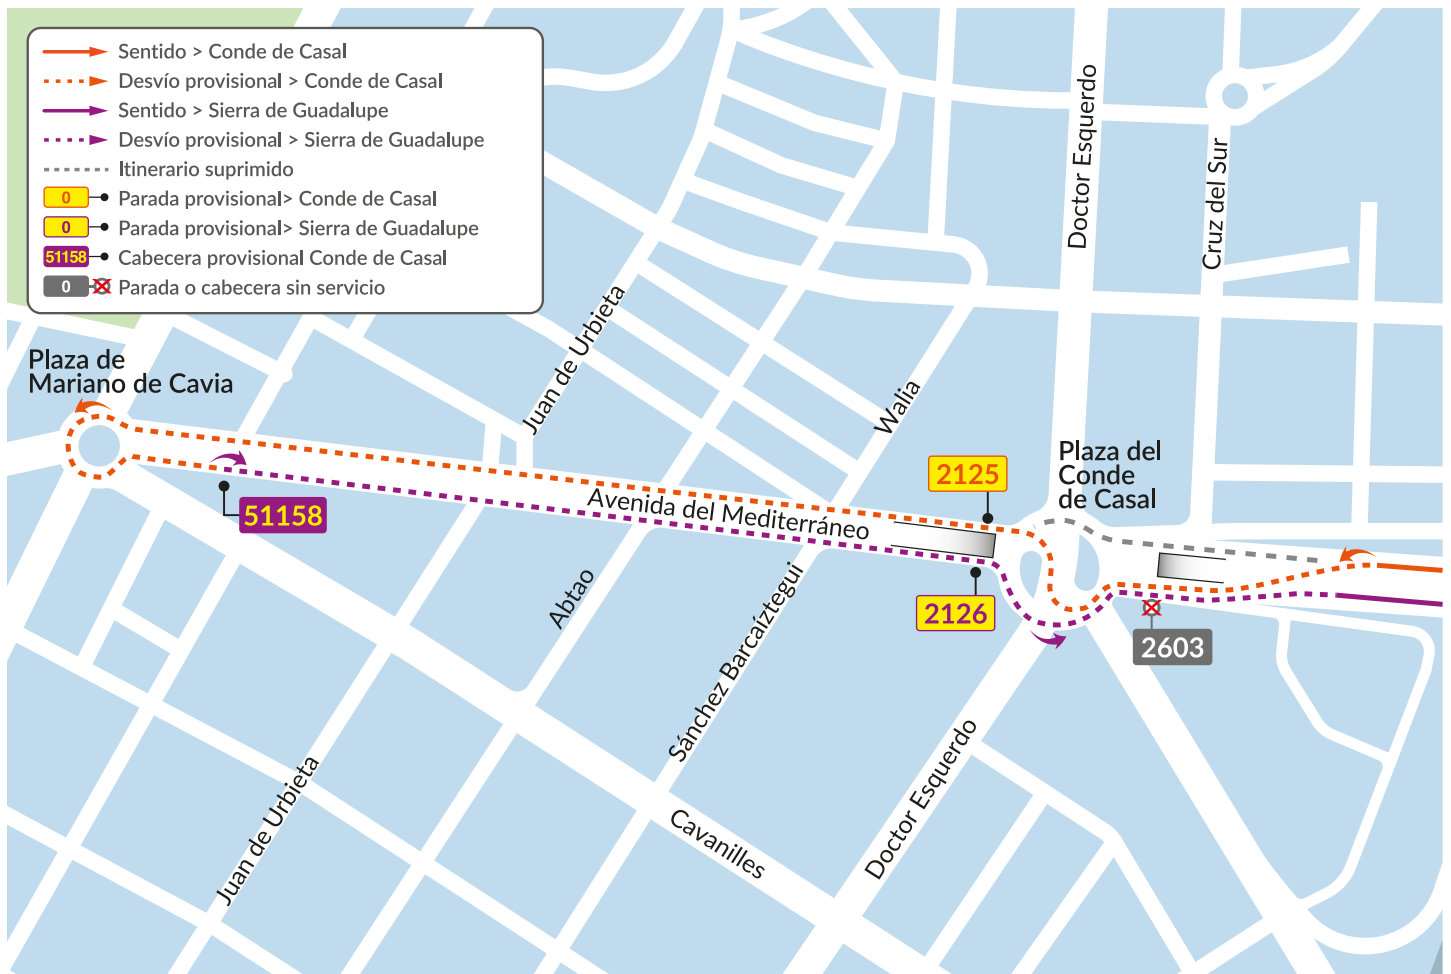 Sentido > Conde de Casal
Desvío provisional > Conde de Casal
Sentido > Sierra de Guadalupe
Desvío provisional > Sierra de Guadalupe
Itinerario suprimido
0 Parada provisional> Conde de Casal
0 Parada provisional> Sierra de Guadalupe
51158 Cabecera provisional Conde de Casal
0 Parada o cabecera sin servicio
Doctor Esquerdo
Cruz del Sur
Juan de Urbieta
Plaza de
Mariano de Cavia
Walia
Plaza del
Conde
de Casal
2125
51158
Avenida del Mediterráneo
Abtao
Sánchez Barcaíztegui
2126
2603
Juan de Urbieta
Cavanilles
Doctor Esquerdo